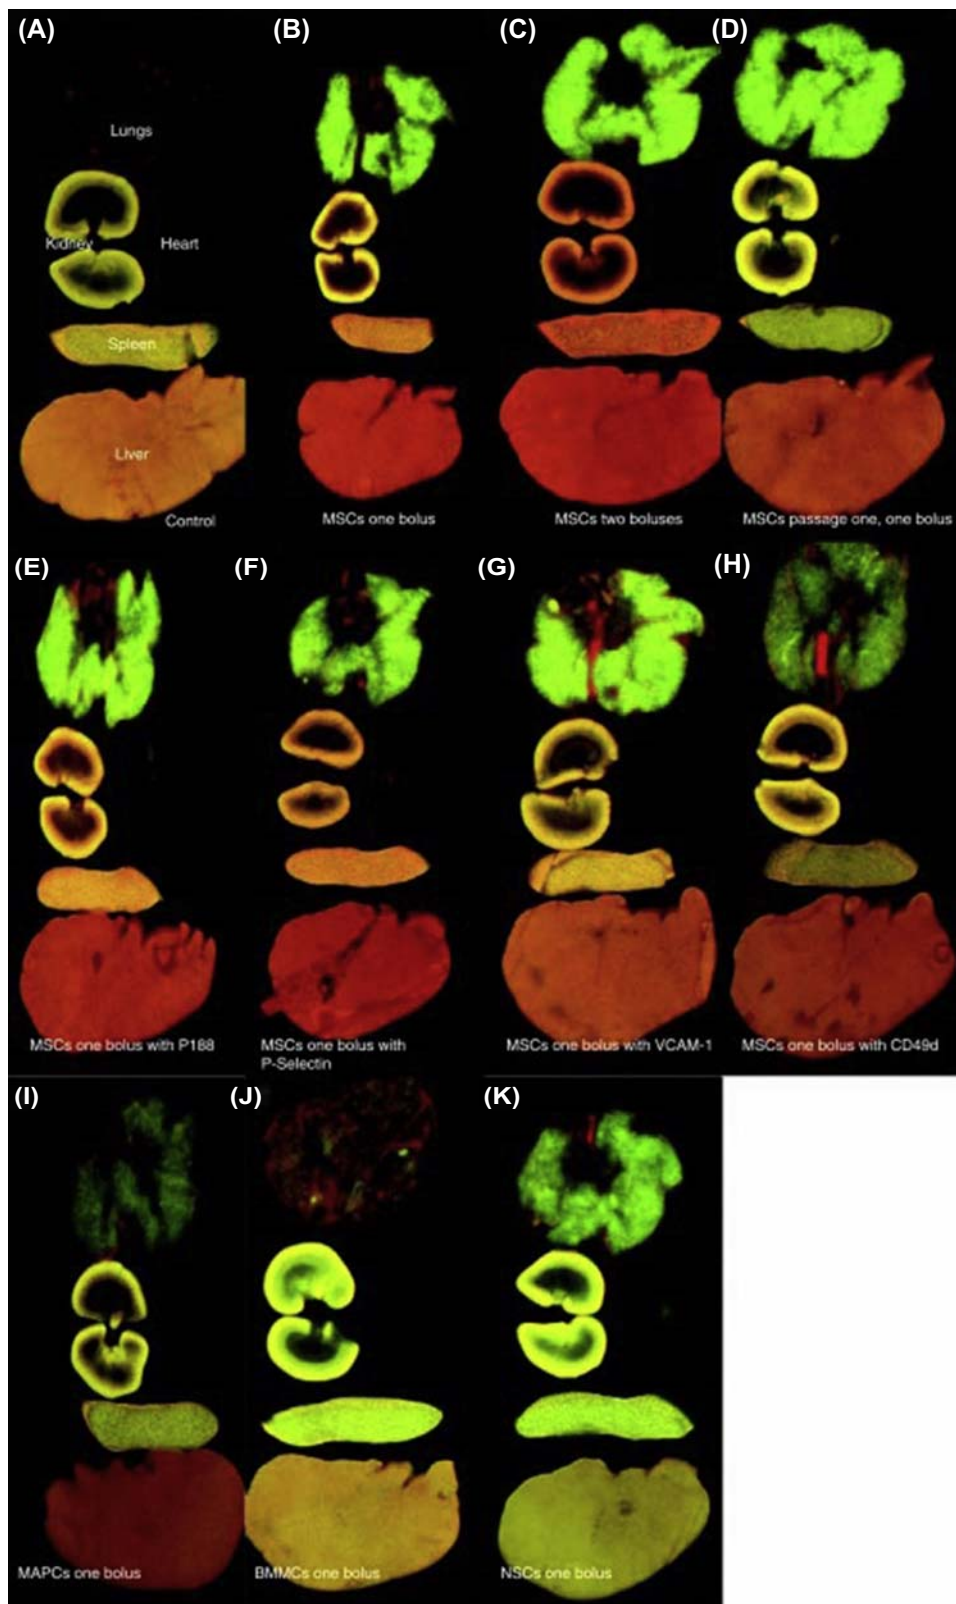 (A)
(B)
(C)
(D)
Lungs
Kidney
Heart
Spleen
Liver
Control
MSCs one bolus
MSCs two boluses
MSCs passage one, one bolus
(E)
(F)
(G)
(H)
MSCs one bolus with P188
MSCs one bolus with
P-Selectin
MSCs one bolus with VCAM-1
MSCs one bolus with CD49d
(I)
(J)
(K)
MAPCs one bolus
BMMCs one bolus
NSCs one bolus